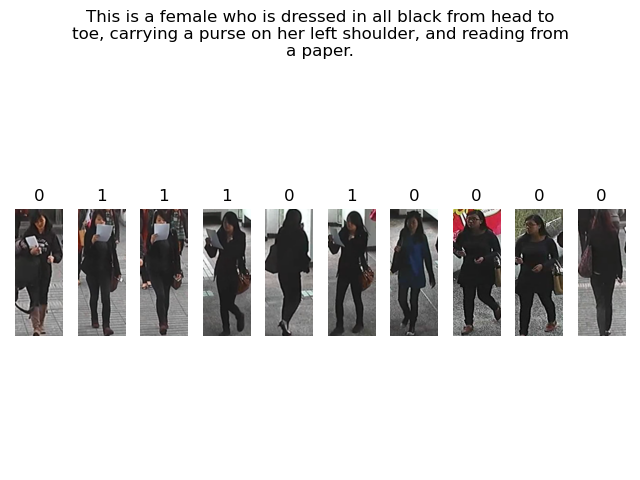 This is a female who is dressed in all black from head to
toe, carrying a purse on her left shoulder, and reading from
a paper.
0 1 1 1 0 1 0 0 0 0